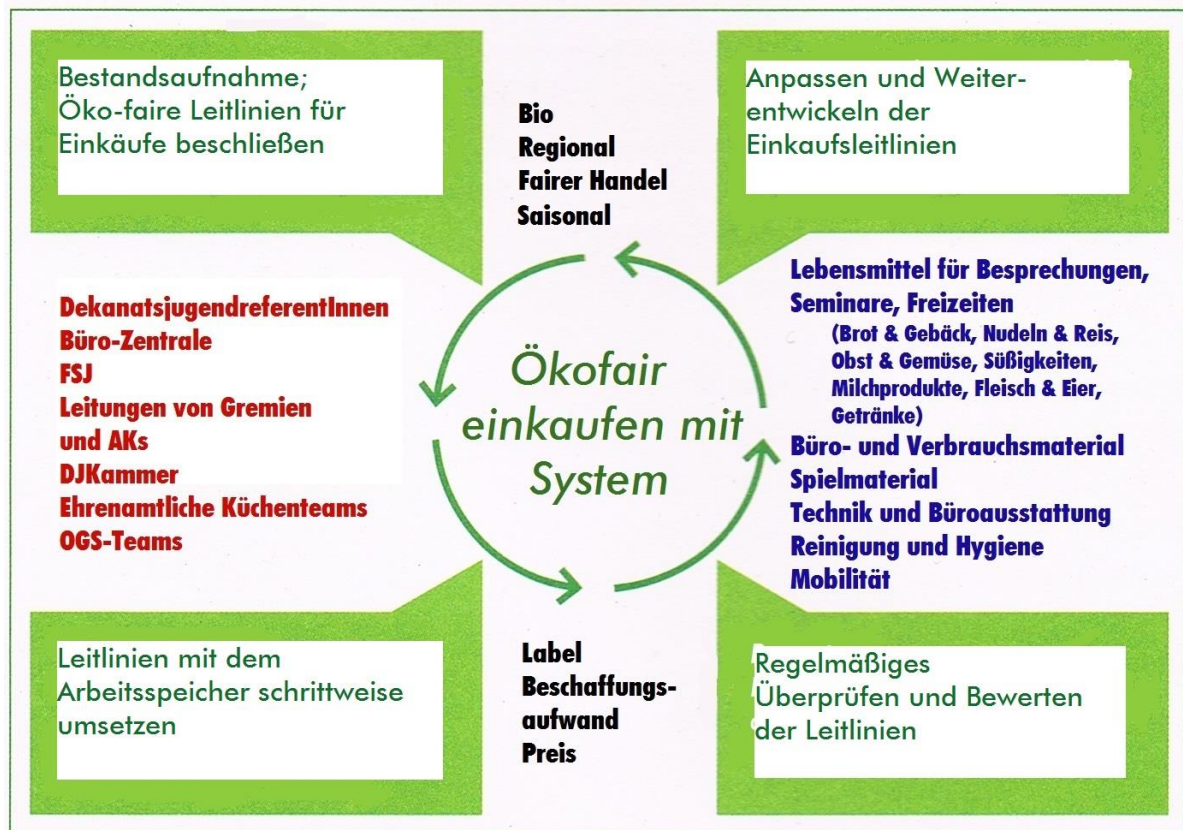 Bestandsaufnahme;
Öko-faire Leitlinien für
Einkäufe beschließen
Bio
Regional
Fairer Handel
Saisonal
Anpassen und Weiter-
entwickeln der
Einkaufsleitlinien
DekanatsjugendreferentInnen
Büro-Zentrale
FSJ
Leitungen von Gremien
und AKs
DJKammer
Ehrenamtliche Küchenteams
OGS-Teams
Ökofair
einkaufen mit
System
Lebensmittel für Besprechungen,
Seminare, Freizeiten
(Brot & Gebäck, Nudeln & Reis,
Obst & Gemüse, Süßigkeiten,
Milchprodukte, Fleisch & Eier,
Getränke)
Büro- und Verbrauchsmaterial
Spielmaterial
Technik und Büroausstattung
Reinigung und Hygiene
Mobilität
Leitlinien mit dem
Arbeitsspeicher schrittweise
umsetzen
Label
Beschaffungs-
aufwand
Preis
Regelmäßiges
Überprüfen und Bewerten
der Leitlinien